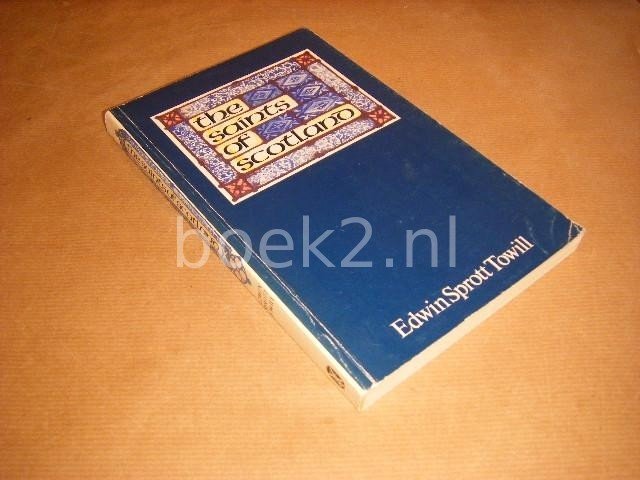 the
saints
of
scotland
boek2.nl
Edwin Sprott Towill